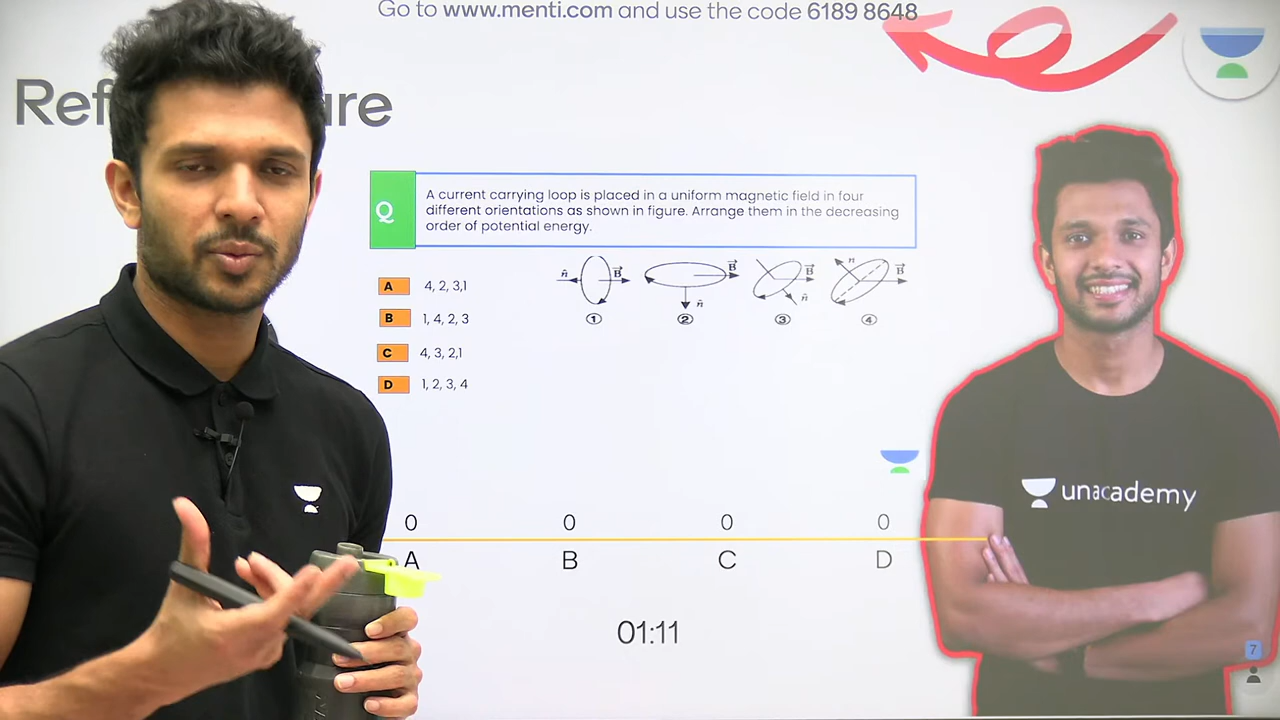 Go to www.menti.com and use the code 6189 8648
Q
A current carrying loop is placed in a uniform magnetic field in four
different orientations as shown in figure. Arrange them in the decreasing
order of potential energy.
A 4, 2, 3,1
B 1, 4, 2, 3
C 4, 3, 2,1
D 1, 2, 3, 4
n̂ B⃗ B⃗ n̂ B⃗ n̂ n B⃗
① ② ③ ④
unacademy
0 0 0 0
A B C D
01:11
7